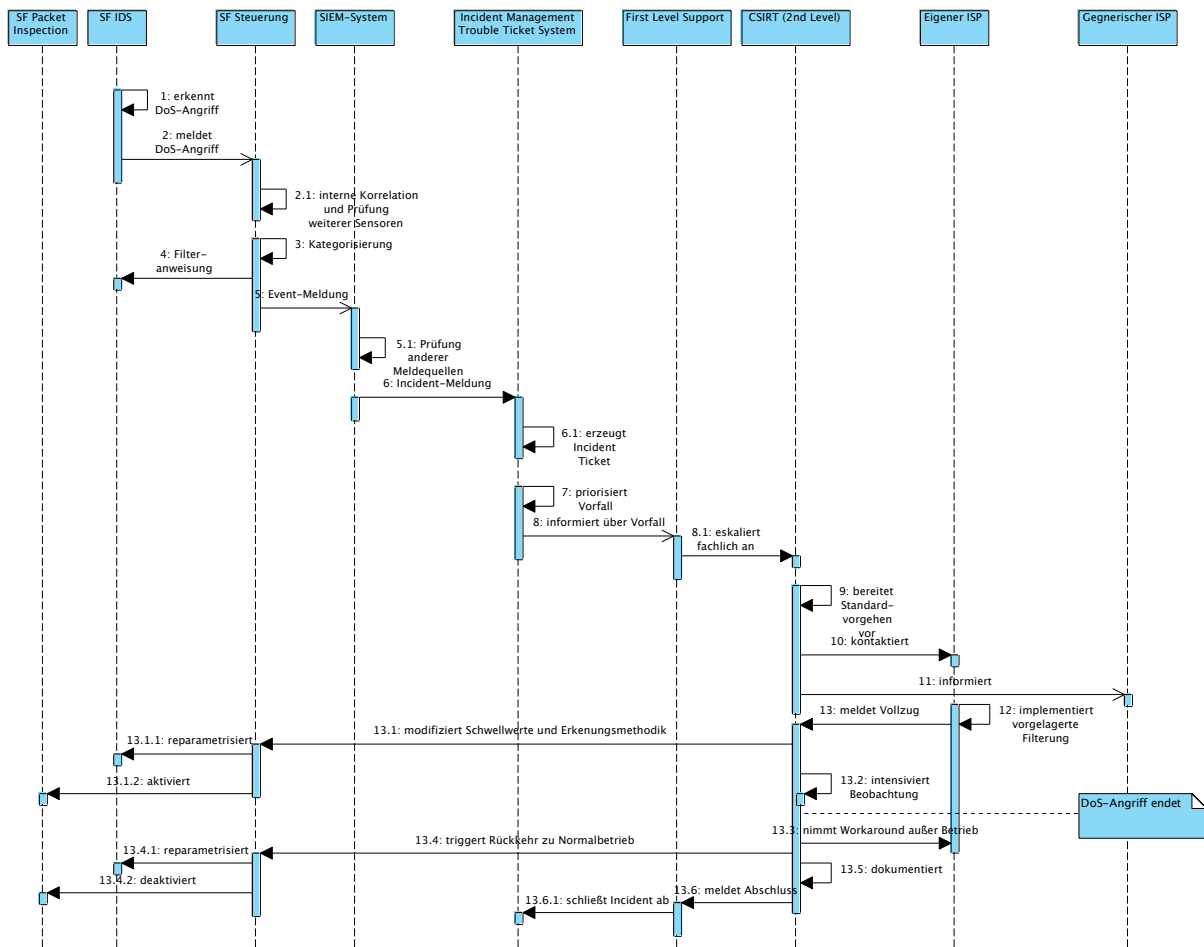 SF Packet
Inspection
SF IDS
SF Steuerung
SIEM-System
Incident Management
Trouble Ticket System
First Level Support
CSIRT (2nd Level)
Eigener ISP
Gegnerischer ISP
1: erkennt
DoS-Angriff
2: meldet
DoS-Angriff
2.1: interne Korrelation
und Prüfung
weiterer Sensoren
3: Kategorisierung
4: Filter-
anweisung
5: Event-Meldung
5.1: Prüfung
anderer
Meldequellen
6: Incident-Meldung
6.1: erzeugt
Incident
Ticket
7: priorisiert
Vorfall
8: informiert über Vorfall
8.1: eskaliert
fachlich an
9: bereitet
Standard-
vorgehen
vor
10: kontaktiert
11: informiert
12: implementiert
vorgelagerte
Filterung
13: meldet Vollzug
13.1: modifiziert Schwellwerte und Erkenungsmethodik
13.1.1: reparametrisiert
13.1.2: aktiviert
13.2: intensiviert
Beobachtung
DoS-Angriff endet
13.3: nimmt Workaround außer Betrieb
13.4: triggert Rückkehr zu Normalbetrieb
13.4.1: reparametrisiert
13.4.2: deaktiviert
13.5: dokumentiert
13.6: meldet Abschluss
13.6.1: schließt Incident ab